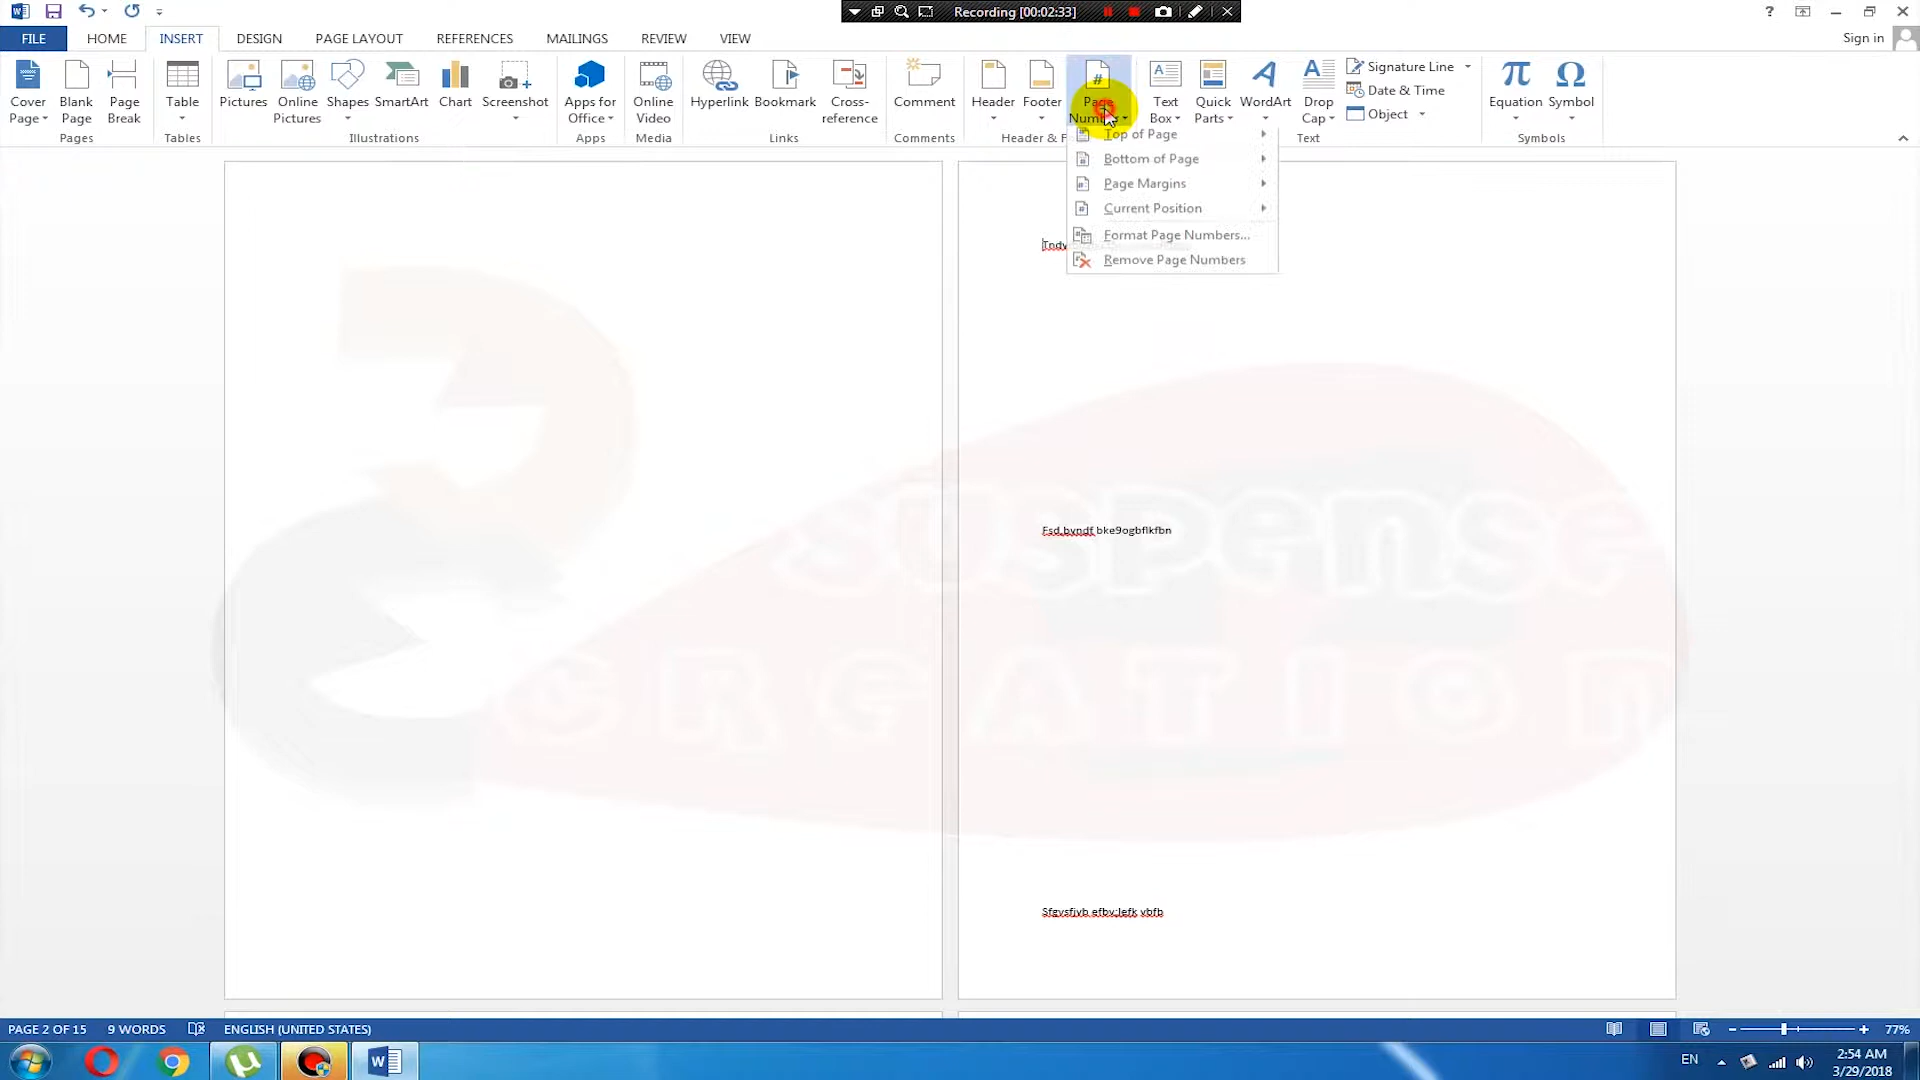 Recording [00:02:33]
FILE HOME INSERT DESIGN PAGE LAYOUT REFERENCES MAILINGS REVIEW VIEW
Sign in
Cover Page
Blank Page
Page Break
Pages
Table
Tables
Pictures
Online Pictures
Shapes
SmartArt
Chart
Screenshot
Illustrations
Apps for Office
Apps
Online Video
Media
Hyperlink
Bookmark
Cross-reference
Links
Comment
Comments
Header
Footer
Page
Header & F
Text Box
Quick Parts
WordArt
Drop Cap
Signature Line
Date & Time
Object
Text
Equation
Symbol
Symbols
Top of Page
Bottom of Page
Page Margins
Current Position
Format Page Numbers...
Remove Page Numbers
Fsd,bvndf bke9ogbflkfbn
Sfgvsfjvb efbv;lefk vbfb
SUSPENSE
CREATION
PAGE 2 OF 15 9 WORDS ENGLISH (UNITED STATES)
77%
EN
2:54 AM
3/29/2018